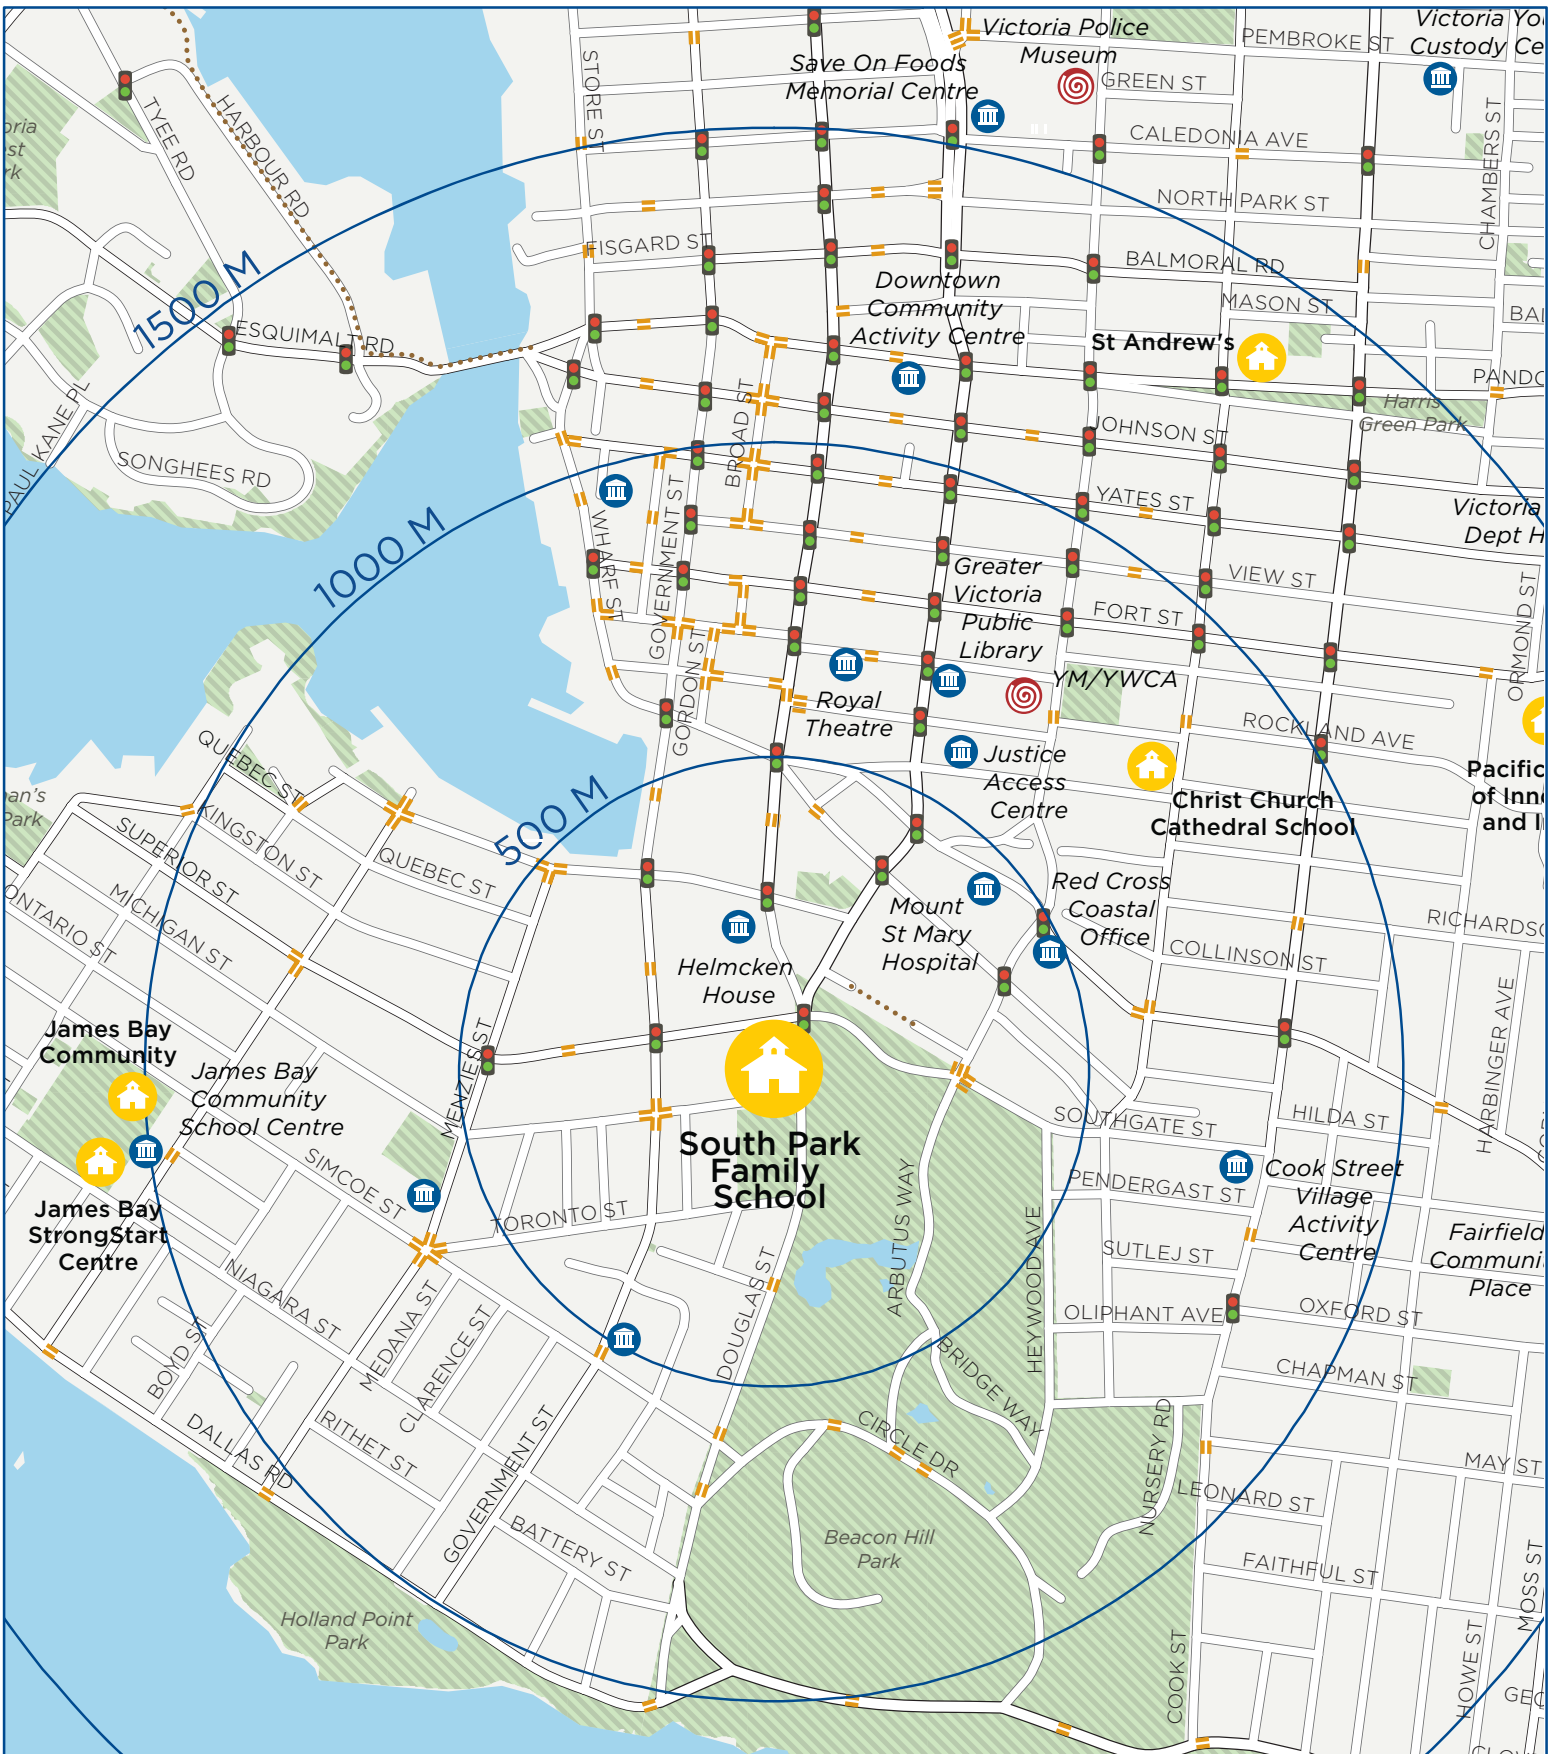 Victoria Police
Museum
Victoria You
Custody Ce
PEMBROKE ST
STORE ST
Save On Foods
Memorial Centre
GREEN ST
TYEE RD
HARBOUR RD
oria
st
rk
CALEDONIA AVE
CHAMBERS ST
NORTH PARK ST
FISGARD ST
BALMORAL RD
1500 M
Downtown
Community
Activity Centre
MASON ST
BAL
ESQUIMALT RD
St Andrew's
PANDO
PAUL KANE PL
BROAD ST
Harris
Green Park
JOHNSON ST
SONGHEES RD
YATES ST
Victoria
Dept H
WHARF ST
GOVERNMENT ST
1000 M
Greater
Victoria
Public
Library
VIEW ST
FORT ST
ORMOND ST
GORDON ST
YM/YWCA
Royal
Theatre
ROCKLAND AVE
QUEBEC ST
Justice
Access
Centre
Pacific
of Inn
and I
Christ Church
Cathedral School
an's
Park
500 M
KINGSTON ST
SUPERIOR ST
QUEBEC ST
MICHIGAN ST
ONTARIO ST
Red Cross
Coastal
Office
Mount
St Mary
Hospital
RICHARDSO
COLLINSON ST
Helmcken
House
HARBINGER AVE
James Bay
Community
James Bay
Community
School Centre
MENZIES ST
SOUTHGATE ST
HILDA ST
South Park
Family
School
SIMCOE ST
ARBUTUS WAY
PENDERGAST ST
Cook Street
Village
Activity
Centre
James Bay
StrongStart
Centre
TORONTO ST
HEYWOOD AVE
SUTLEJ ST
Fairfield
Communi
Place
NIAGARA ST
DOUGLAS ST
MEDANA ST
CLARENCE ST
OLIPHANT AVE
OXFORD ST
BOYD ST
BRIDGE WAY
CHAPMAN ST
DALLAS RD
RITHET ST
CIRCLE DR
NURSERY RD
MAY ST
GOVERNMENT ST
LEONARD ST
BATTERY ST
Beacon Hill
Park
FAITHFUL ST
MOSS ST
Holland Point
Park
COOK ST
HOWE ST
GEO